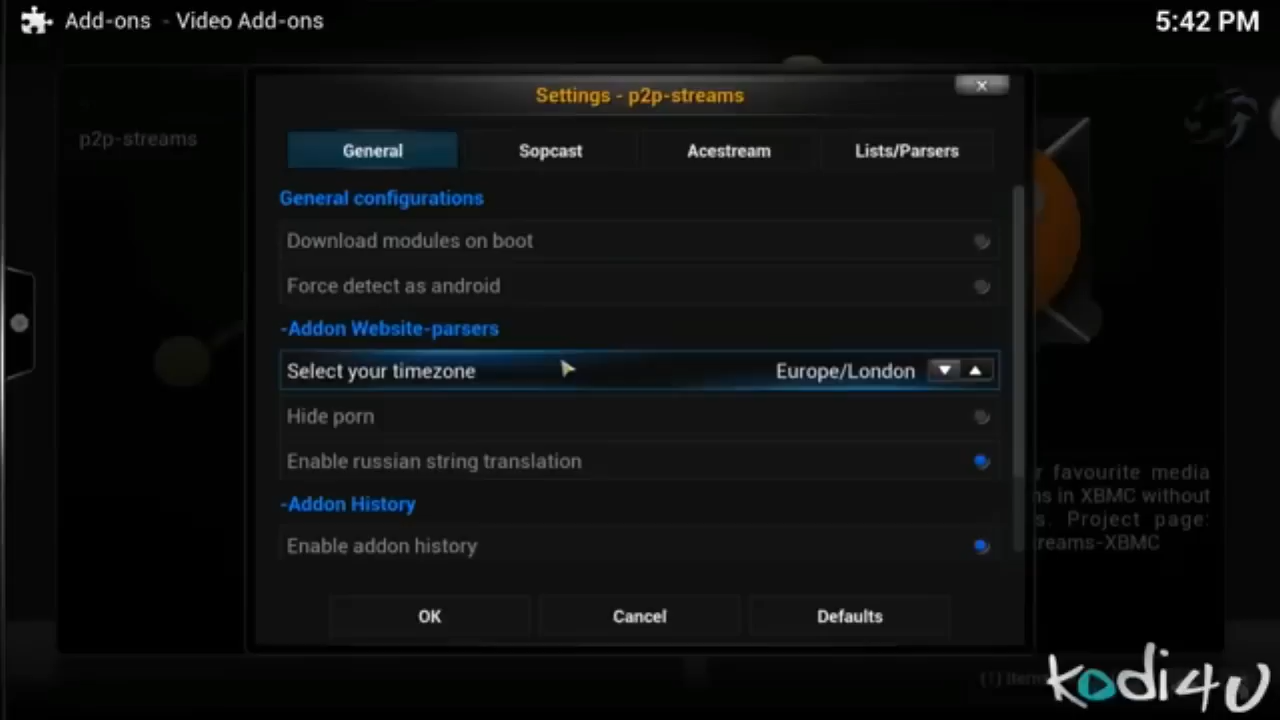 Add-ons - Video Add-ons
5:42 PM
Settings - p2p-streams
x
p2p-streams
General
Sopcast
Acestream
Lists/Parsers
General configurations
Download modules on boot
Force detect as android
-Addon Website-parsers
Select your timezone
Europe/London
Hide porn
Enable russian string translation
-Addon History
Enable addon history
r favourite media
ns in XBMC without
s. Project page:
reams-XBMC
OK
Cancel
Defaults
kodi4U